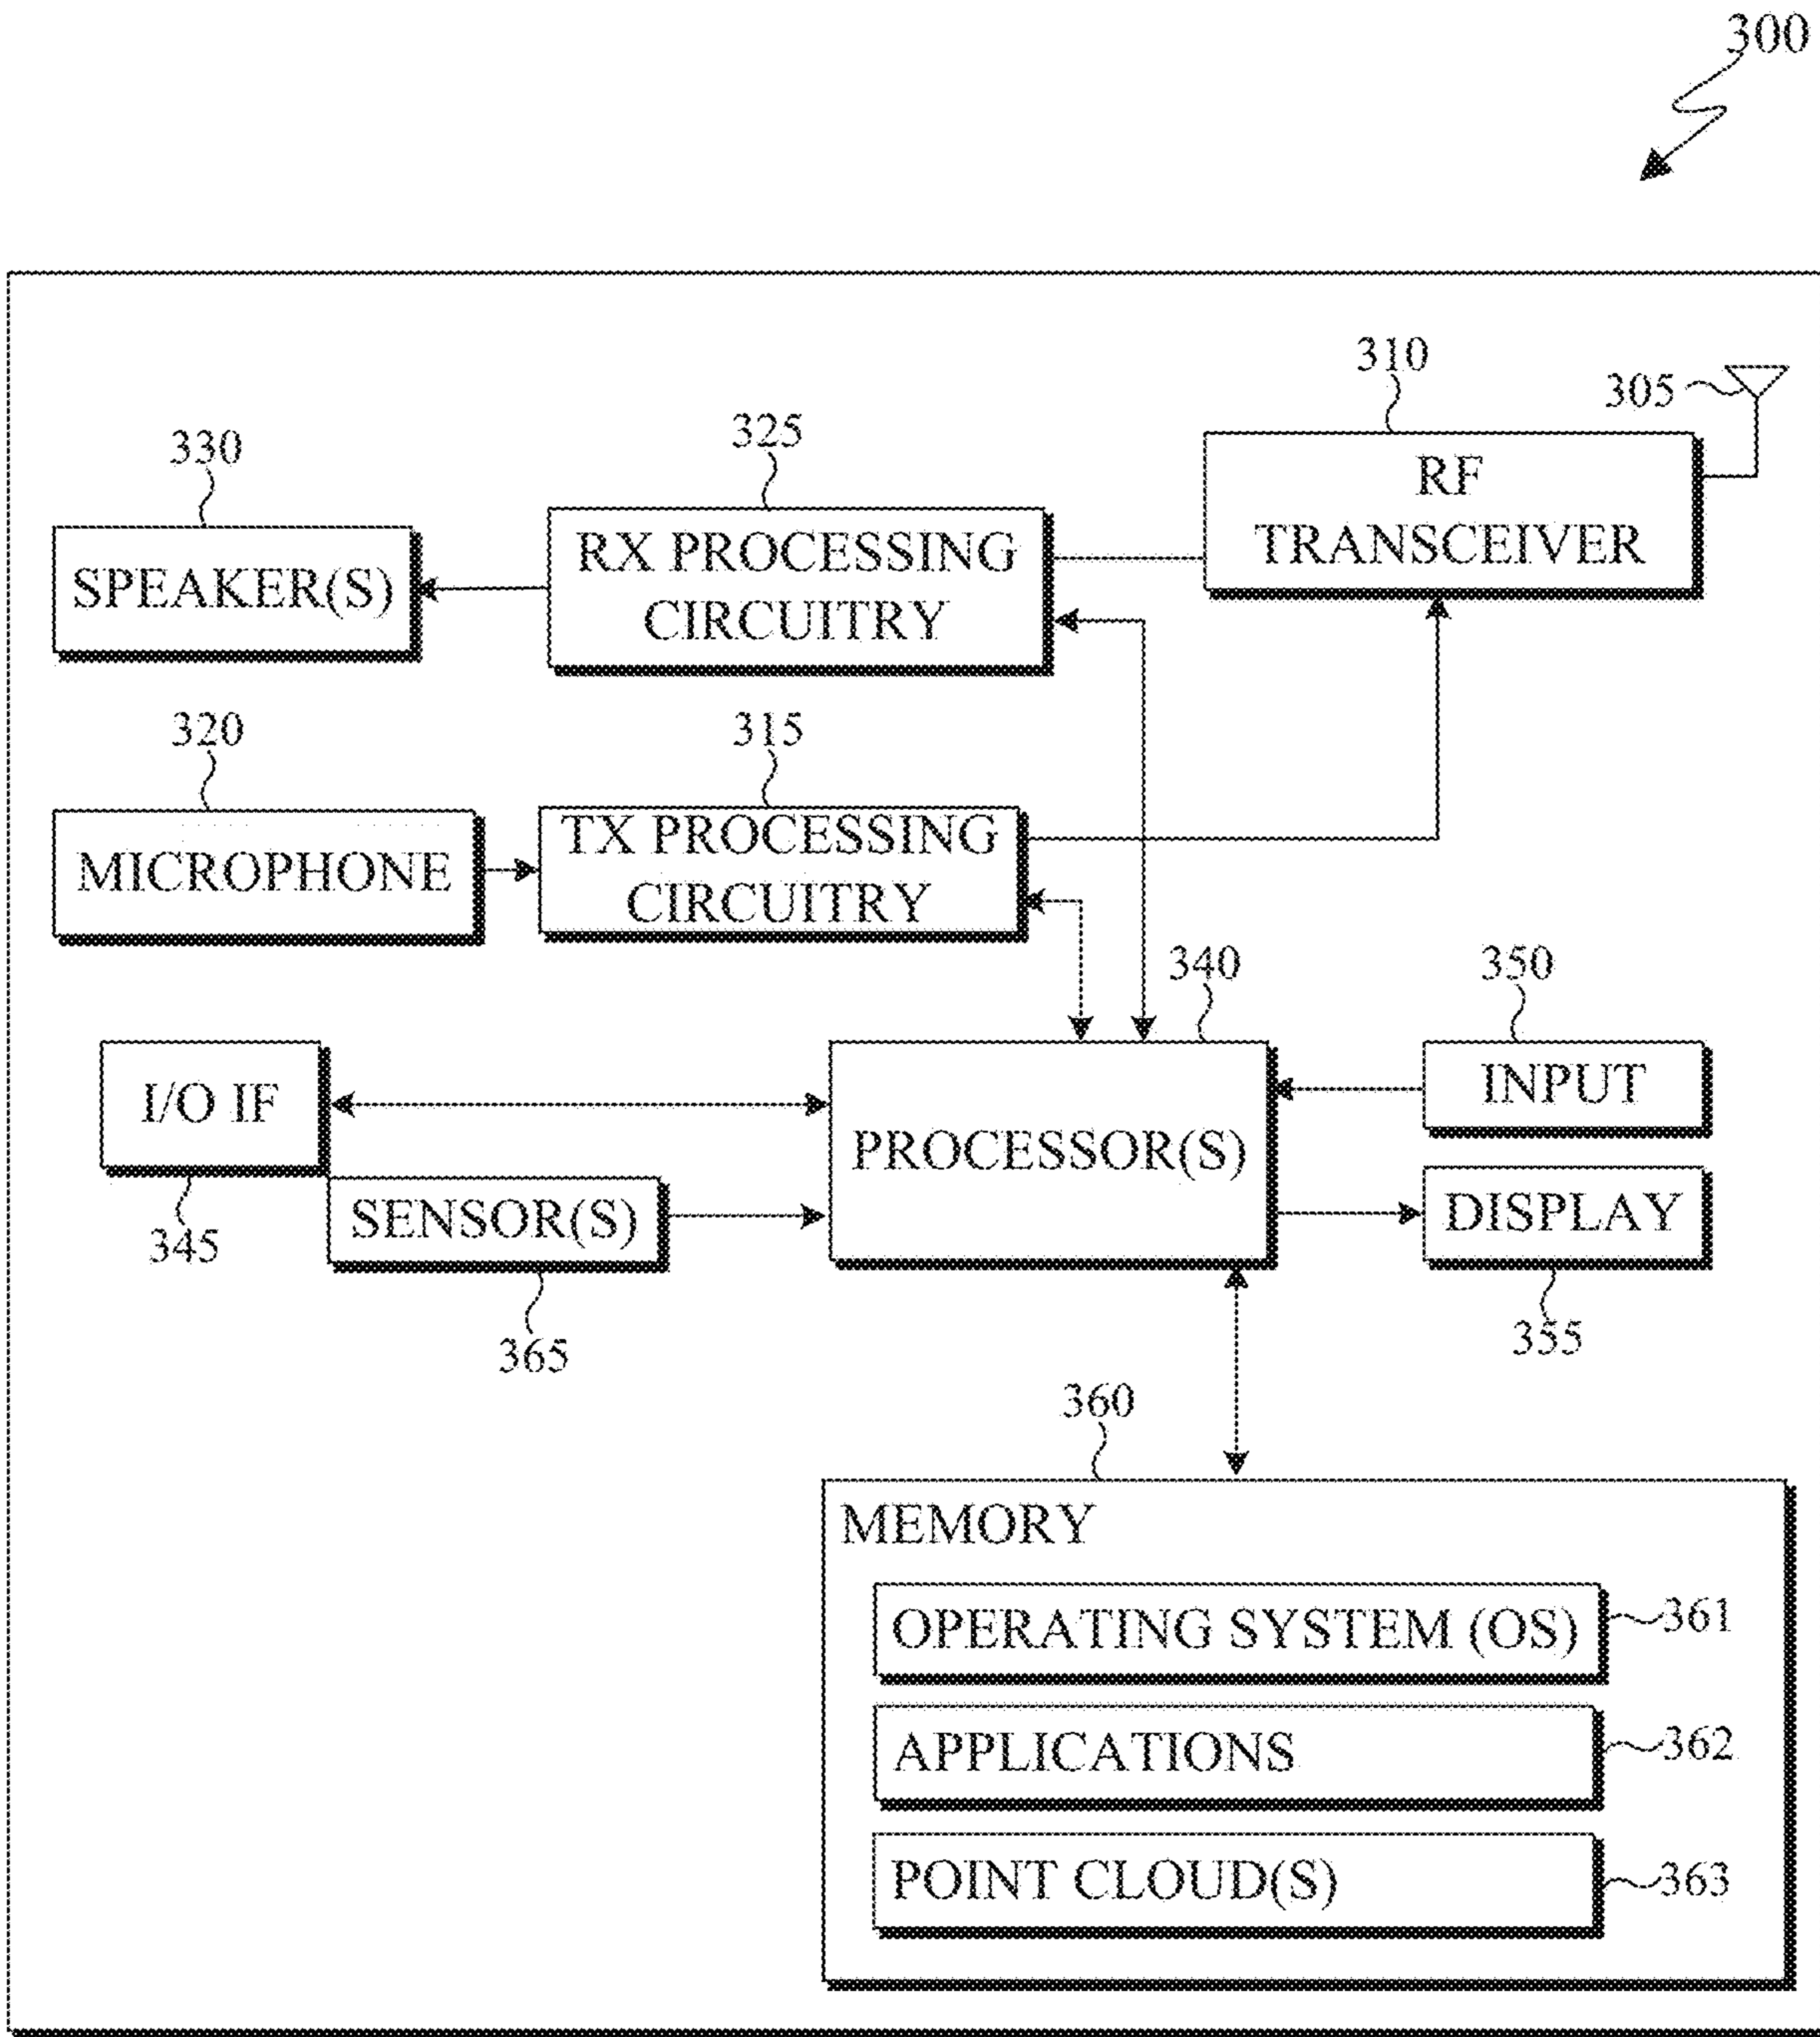 300
310
305
325
330
RF
TRANSCEIVER
RX PROCESSING
CIRCUITRY
SPEAKER(S)
320
315
MICROPHONE
TX PROCESSING
CIRCUITRY
340
350
I/O IF
INPUT
PROCESSOR(S)
SENSOR(S)
DISPLAY
345
365
355
360
MEMORY
OPERATING SYSTEM (OS)
361
APPLICATIONS
362
POINT CLOUD(S)
363